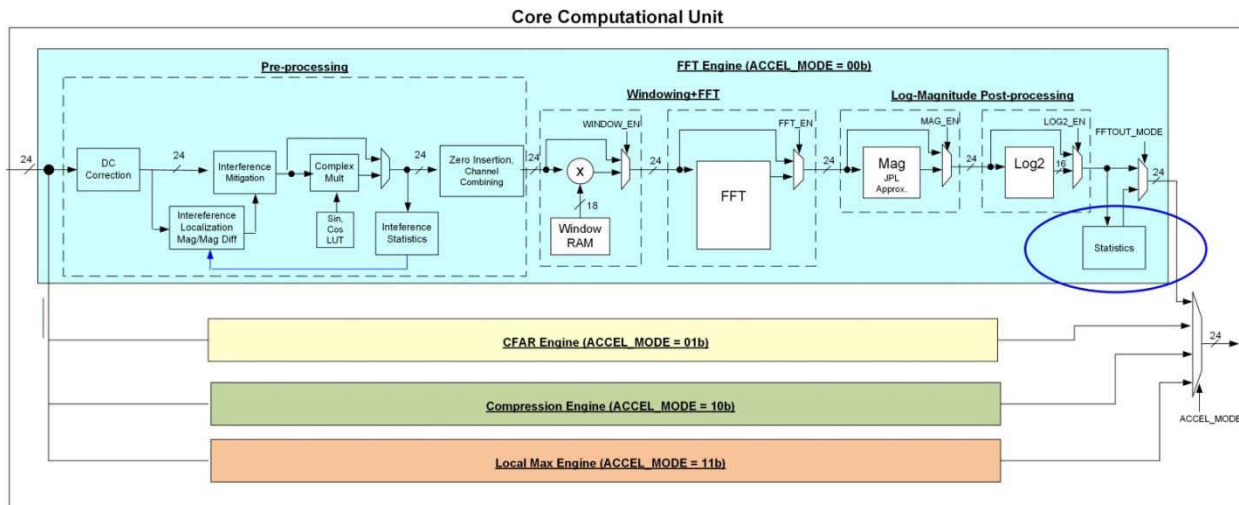 Core Computational Unit
FFT Engine (ACCEL_MODE = 00b)
Pre-processing
Windowing+FFT
Log-Magnitude Post-processing
24
DC
Correction
24
Interference
Mitigation
Intereference
Localization
Mag/Mag Diff
Complex
Mult
Sin,
Cos
LUT
24
Inteference
Statistics
Zero Insertion,
Channel
Combining
24
WINDOW_EN
X
18
Window
RAM
24
FFT_EN
FFT
24
MAG_EN
Mag
JPL
Approx.
24
LOG2_EN
Log2
16
FFTOUT_MODE
24
Statistics
CFAR Engine (ACCEL_MODE = 01b)
Compression Engine (ACCEL_MODE = 10b)
Local Max Engine (ACCEL_MODE = 11b)
24
ACCEL_MODE